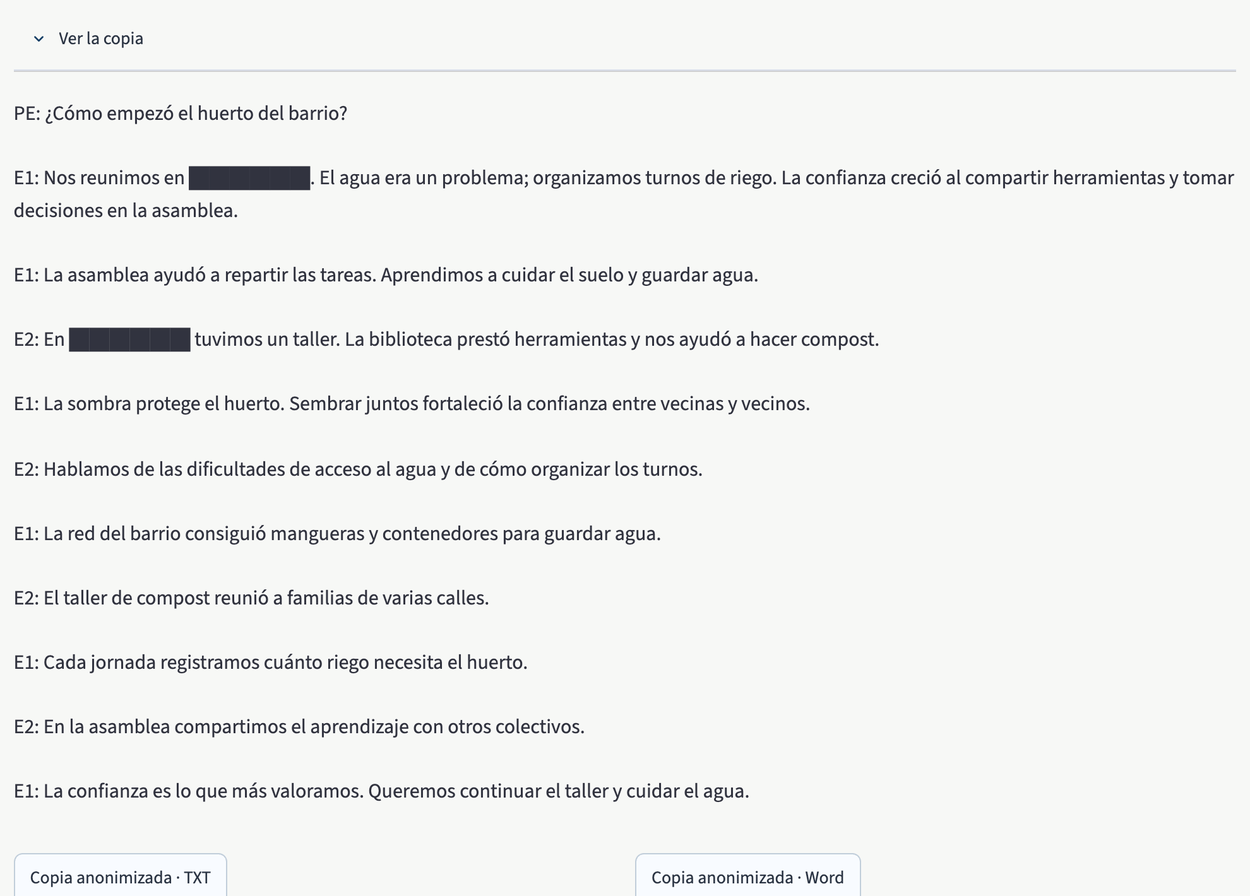 Ver la copia
PE: ¿Cómo empezó el huerto del barrio?
E1: Nos reunimos en ██████. El agua era un problema; organizamos turnos de riego. La confianza creció al compartir herramientas y tomar
decisiones en la asamblea.
E1: La asamblea ayudó a repartir las tareas. Aprendimos a cuidar el suelo y guardar agua.
E2: En ██████ tuvimos un taller. La biblioteca prestó herramientas y nos ayudó a hacer compost.
E1: La sombra protege el huerto. Sembrar juntos fortaleció la confianza entre vecinas y vecinos.
E2: Hablamos de las dificultades de acceso al agua y de cómo organizar los turnos.
E1: La red del barrio consiguió mangueras y contenedores para guardar agua.
E2: El taller de compost reunió a familias de varias calles.
E1: Cada jornada registramos cuánto riego necesita el huerto.
E2: En la asamblea compartimos el aprendizaje con otros colectivos.
E1: La confianza es lo que más valoramos. Queremos continuar el taller y cuidar el agua.
Copia anonimizada · TXT
Copia anonimizada · Word